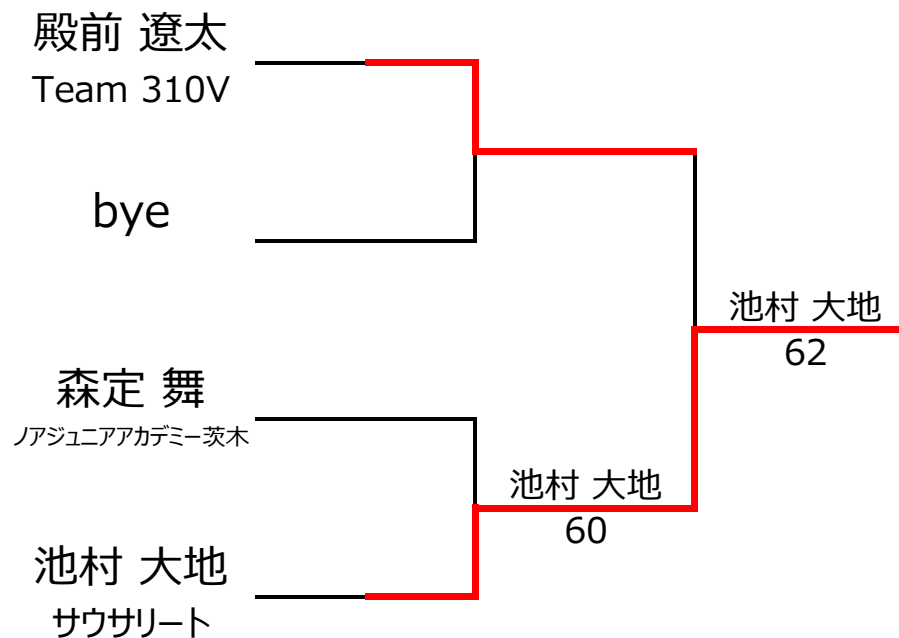 殿前 遼太
Team 310V
bye
森定 舞
ノアジュニアアカデミー茨木
池村 大地
サウサリート
池村 大地
60
池村 大地
62